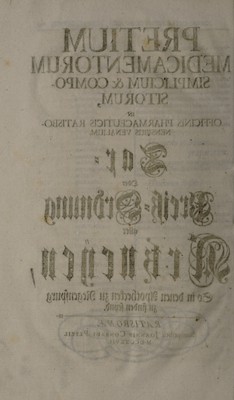 PRETIUM
MEDICAMENTORUM
SIMPLICIUM & COMPO-
SITORUM,
IN
OFFICINIS PHARMACEUTICIS RATISBO-
NENSIBUS VENALIUM.
Tax-
Oder
Preiß-Ordnung
aller
Artzneyen
So in denen Apothecken zu Regenspurg
zu finden sind.
RATISBONÆ,